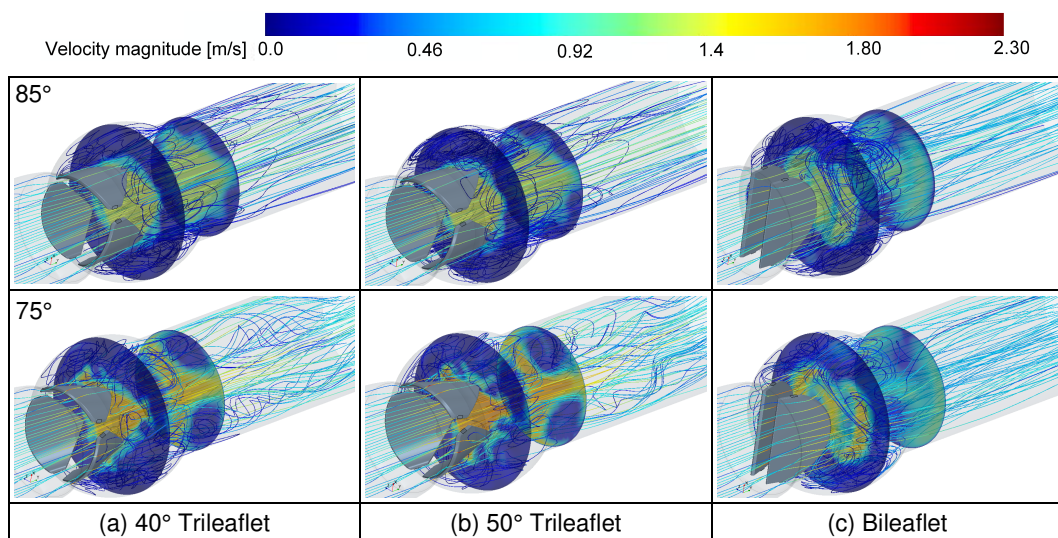 Velocity magnitude [m/s] 0.0 0.46 0.92 1.4 1.80 2.30
85°
75°
(a) 40° Trileaflet (b) 50° Trileaflet (c) Bileaflet